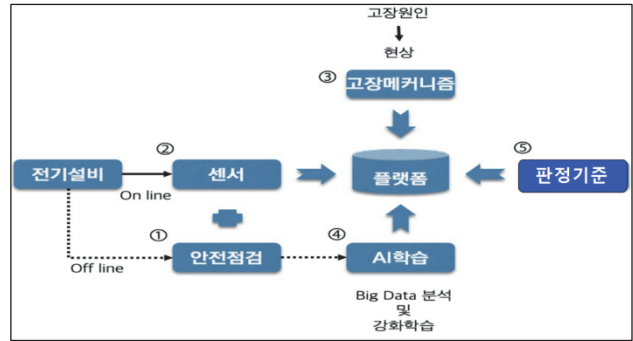 고장원인
현상
③ 고장메커니즘
② ⑤
전기설비 센서 플랫폼 판정기준
On line
① ④
안전점검 AI학습
Off line
Big Data 분석
및
강화학습